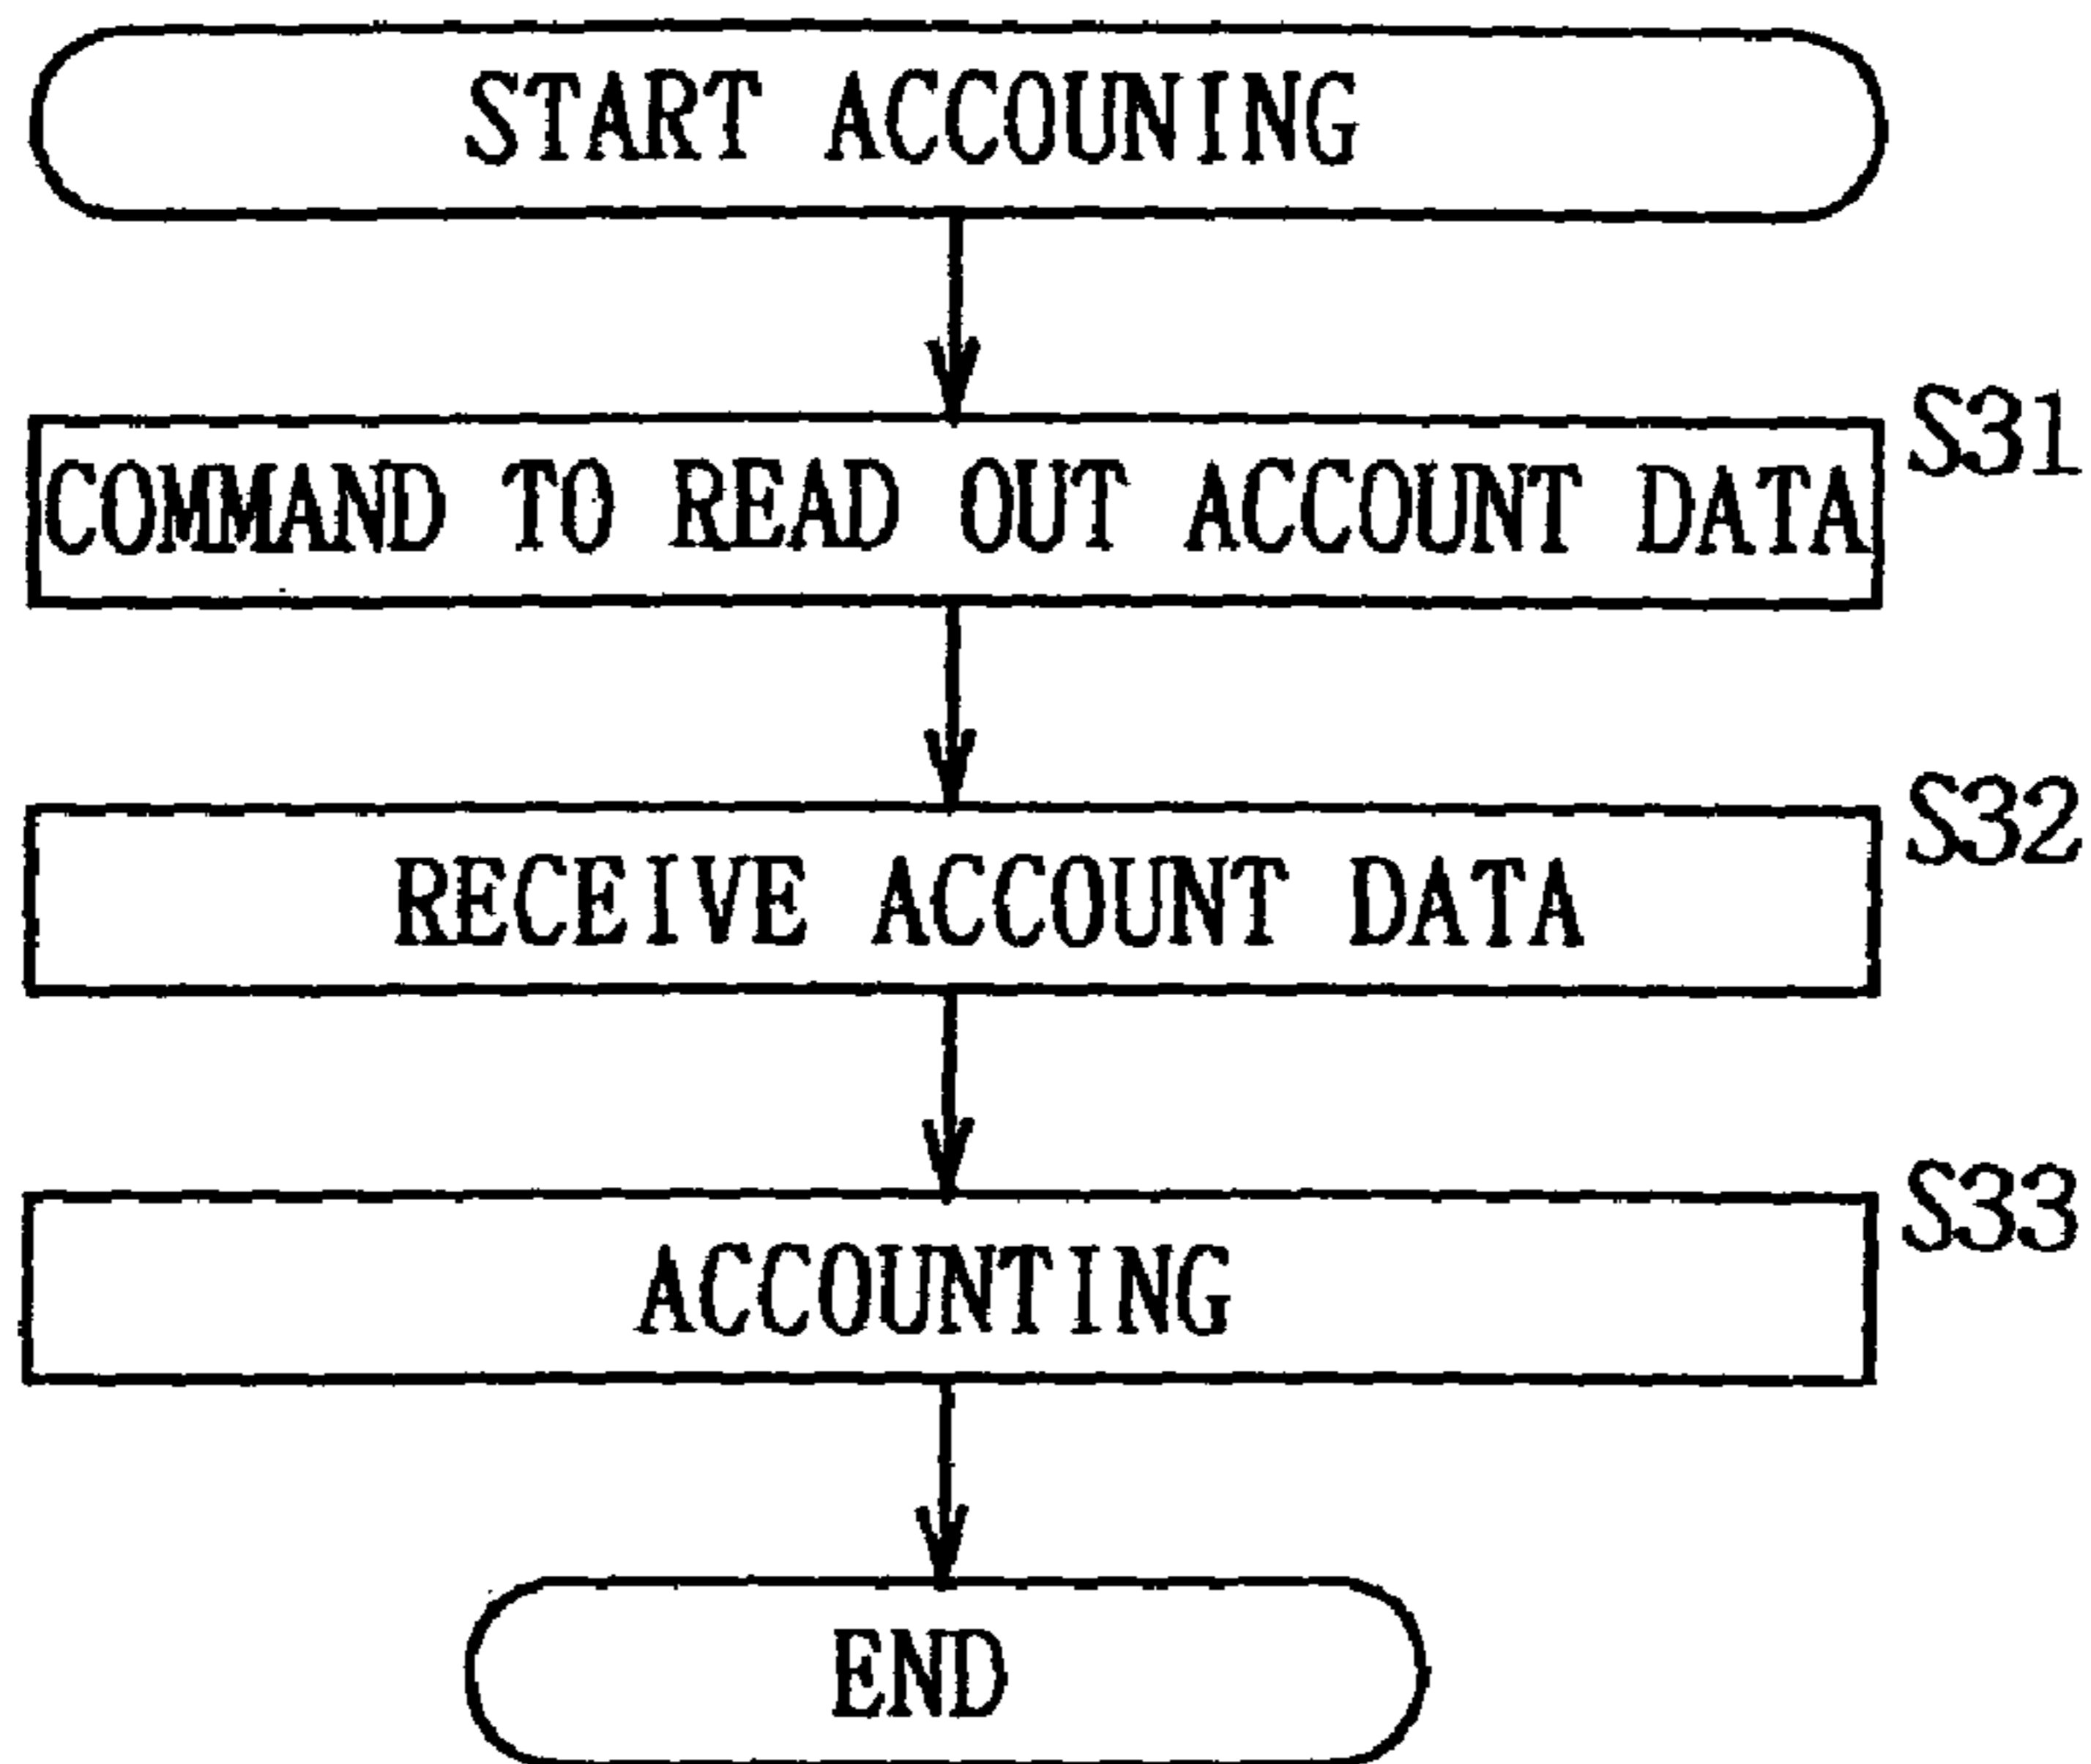 START ACCOUNING
S31
COMMAND TO READ OUT ACCOUNT DATA
S32
RECEIVE ACCOUNT DATA
S33
ACCOUNTING
END